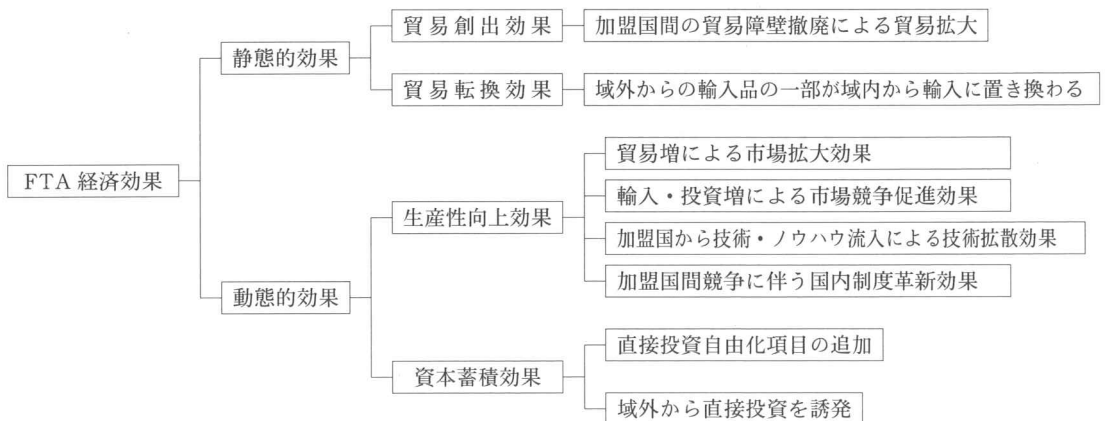 FTA 経済効果
静態的効果
貿易創出効果
加盟国間の貿易障壁撤廃による貿易拡大
貿易転換効果
域外からの輸入品の一部が域内から輸入に置き換わる
動態的効果
生産性向上効果
貿易増による市場拡大効果
輸入・投資増による市場競争促進効果
加盟国から技術・ノウハウ流入による技術拡散効果
加盟国間競争に伴う国内制度革新効果
資本蓄積効果
直接投資自由化項目の追加
域外から直接投資を誘発